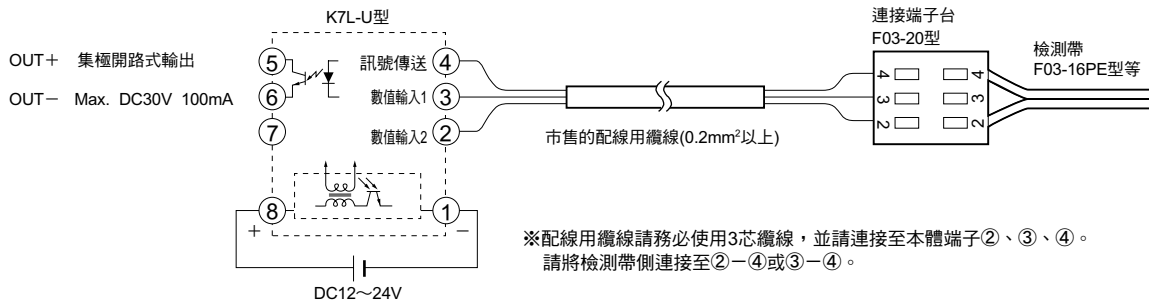 K7L-U型
OUT＋ 集極開路式輸出
OUT－ Max. DC30V 100mA
⑤
⑥
⑦
⑧
訊號傳送 ④
數值輸入1 ③
數值輸入2 ②
①
＋
－
DC12～24V
市售的配線用纜線(0.2mm²以上)
連接端子台
F03-20型
4 4
3 3
2 2
檢測帶
F03-16PE型等
※配線用纜線請務必使用3芯纜線，並請連接至本體端子②、③、④。
請將檢測帶側連接至②－④或③－④。